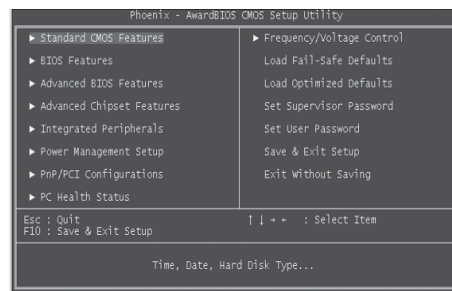 Phoenix - AwardBIOS CMOS Setup Utility
▶ Standard CMOS Features
▶ BIOS Features
▶ Advanced BIOS Features
▶ Advanced Chipset Features
▶ Integrated Peripherals
▶ Power Management Setup
▶ PnP/PCI Configurations
▶ PC Health Status
▶ Frequency/Voltage Control
Load Fail-Safe Defaults
Load Optimized Defaults
Set Supervisor Password
Set User Password
Save & Exit Setup
Exit Without Saving
Esc : Quit
F10 : Save & Exit Setup
↑ ↓ → ← : Select Item
Time, Date, Hard Disk Type...